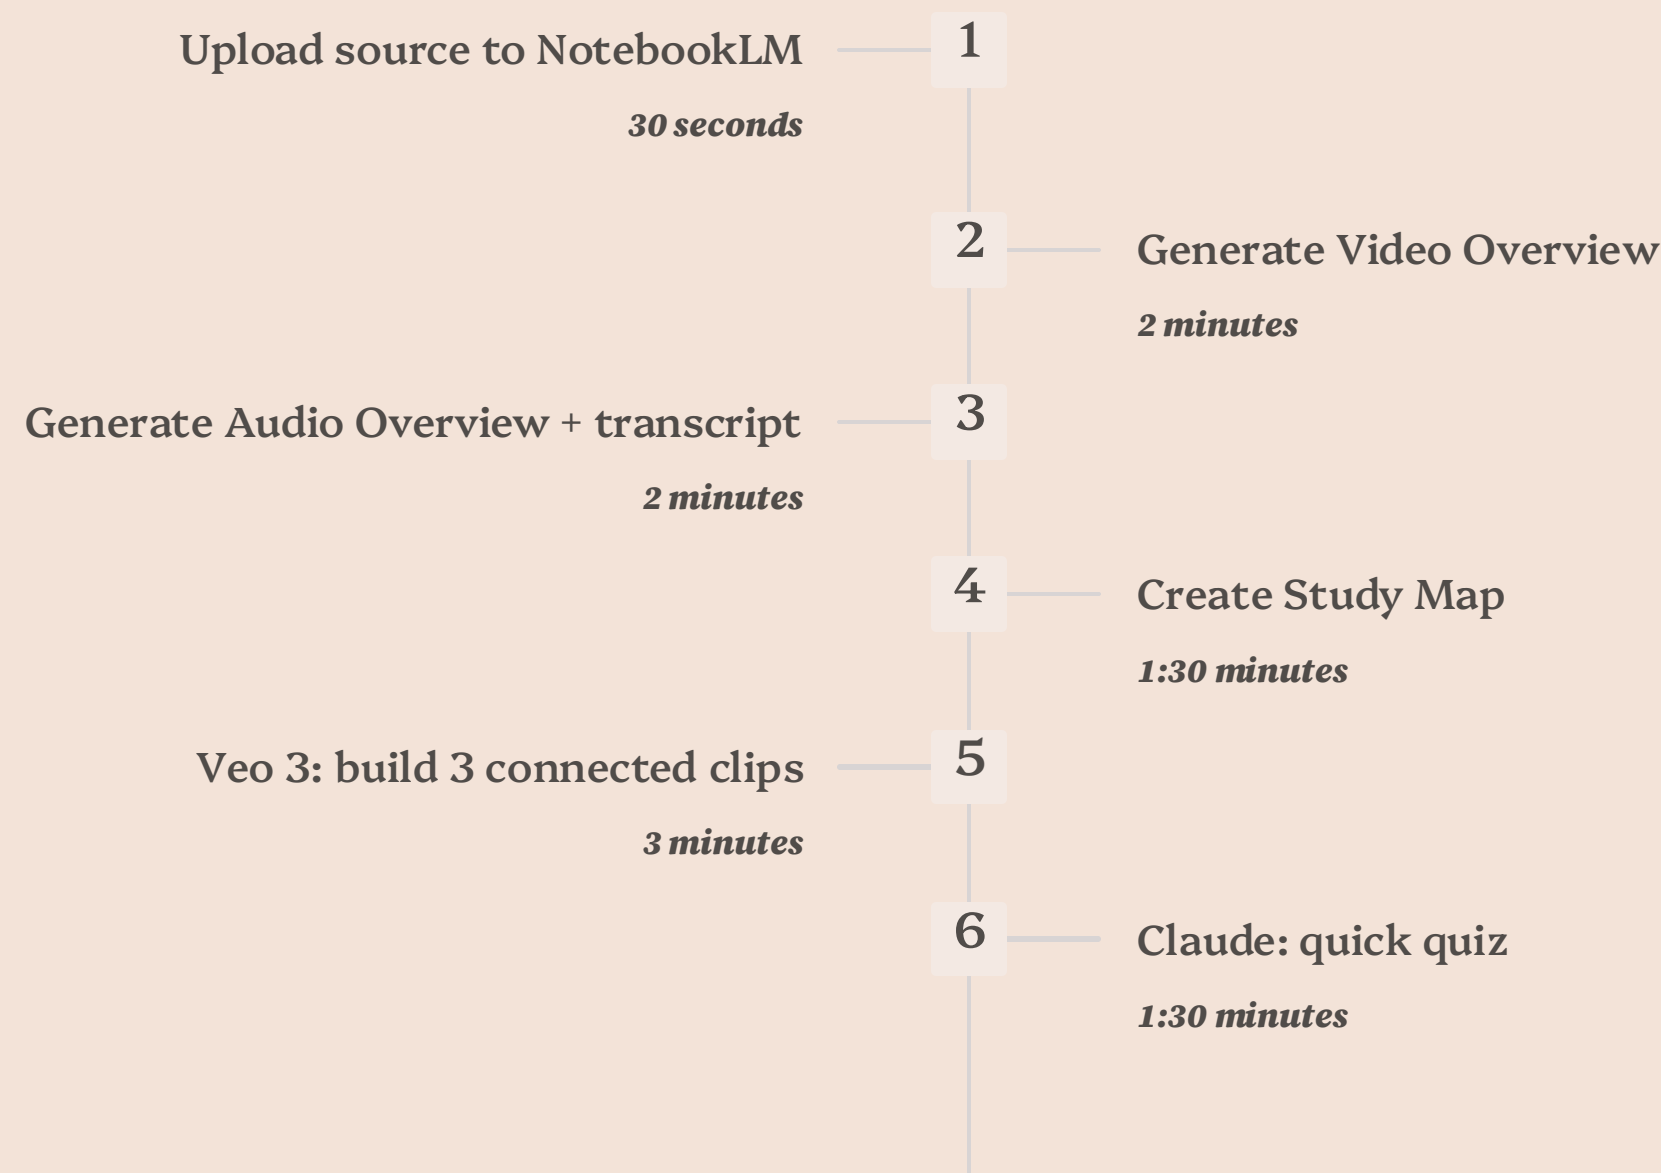 1
Upload source to NotebookLM
30 seconds
2
Generate Video Overview
2 minutes
3
Generate Audio Overview + transcript
2 minutes
4
Create Study Map
1:30 minutes
5
Veo 3: build 3 connected clips
3 minutes
6
Claude: quick quiz
1:30 minutes